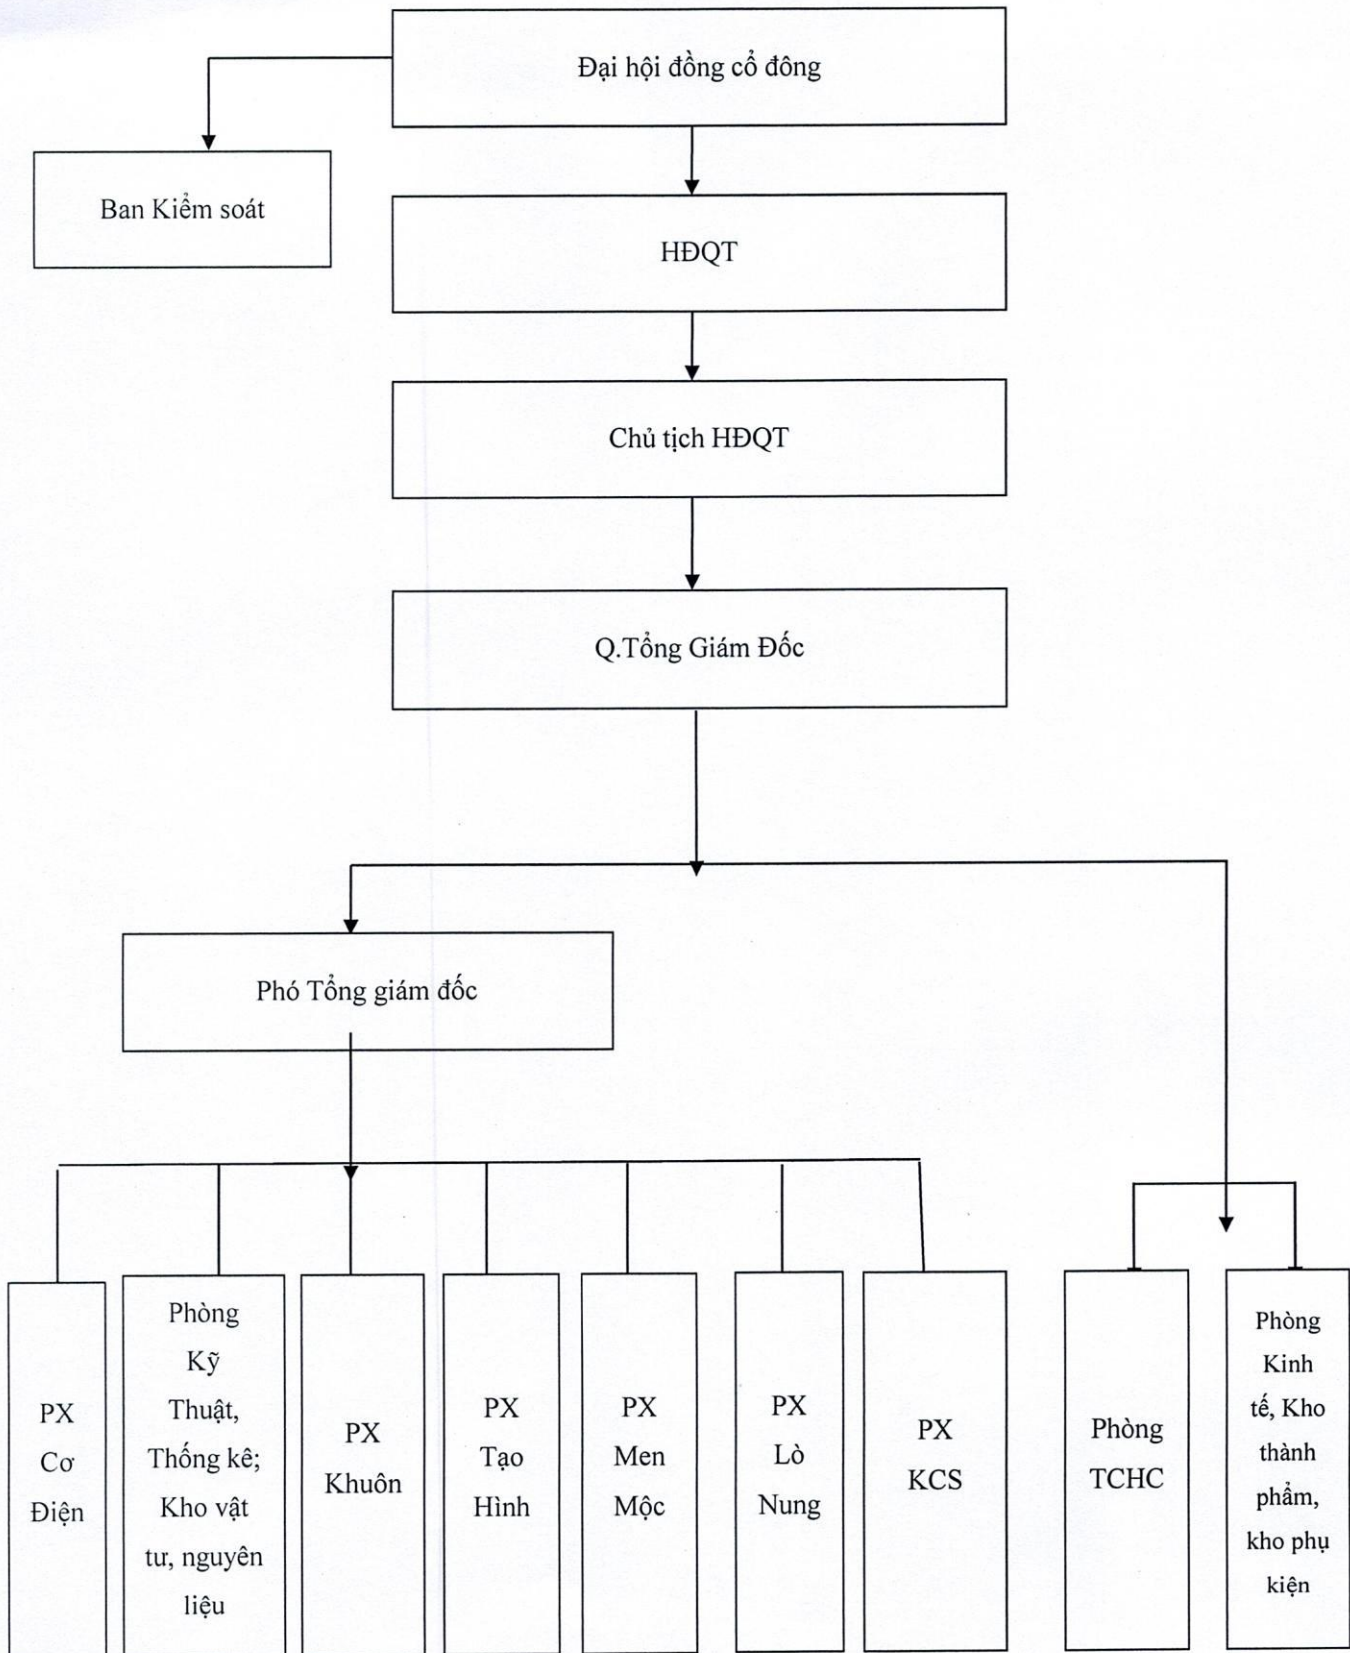 Đại hội đồng cổ đông
Ban Kiểm soát
HĐQT
Chủ tịch HĐQT
Q.Tổng Giám Đốc
Phó Tổng giám đốc
PX
Cơ
Điện
Phòng
Kỹ
Thuật,
Thống kê;
Kho vật
tư, nguyên
liệu
PX
Khuôn
PX
Tạo
Hình
PX
Men
Mộc
PX
Lò
Nung
PX
KCS
Phòng
TCHC
Phòng
Kinh
tế, Kho
thành
phẩm,
kho phụ
kiện